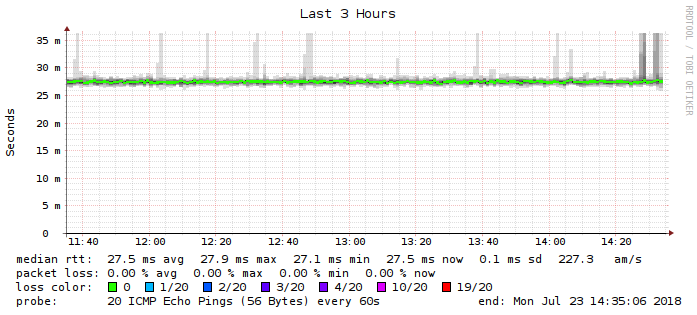 Last 3 Hours
RRDTOOL / TOBI OETIKER
Seconds
35 m
30 m
25 m
20 m
15 m
10 m
5 m
0
11:40 12:00 12:20 12:40 13:00 13:20 13:40 14:00 14:20
median rtt: 27.5 ms avg 27.9 ms max 27.1 ms min 27.5 ms now 0.1 ms sd 227.3 am/s
packet loss: 0.00 % avg 0.00 % max 0.00 % min 0.00 % now
loss color: 0 1/20 2/20 3/20 4/20 10/20 19/20
probe: 20 ICMP Echo Pings (56 Bytes) every 60s end: Mon Jul 23 14:35:06 2018